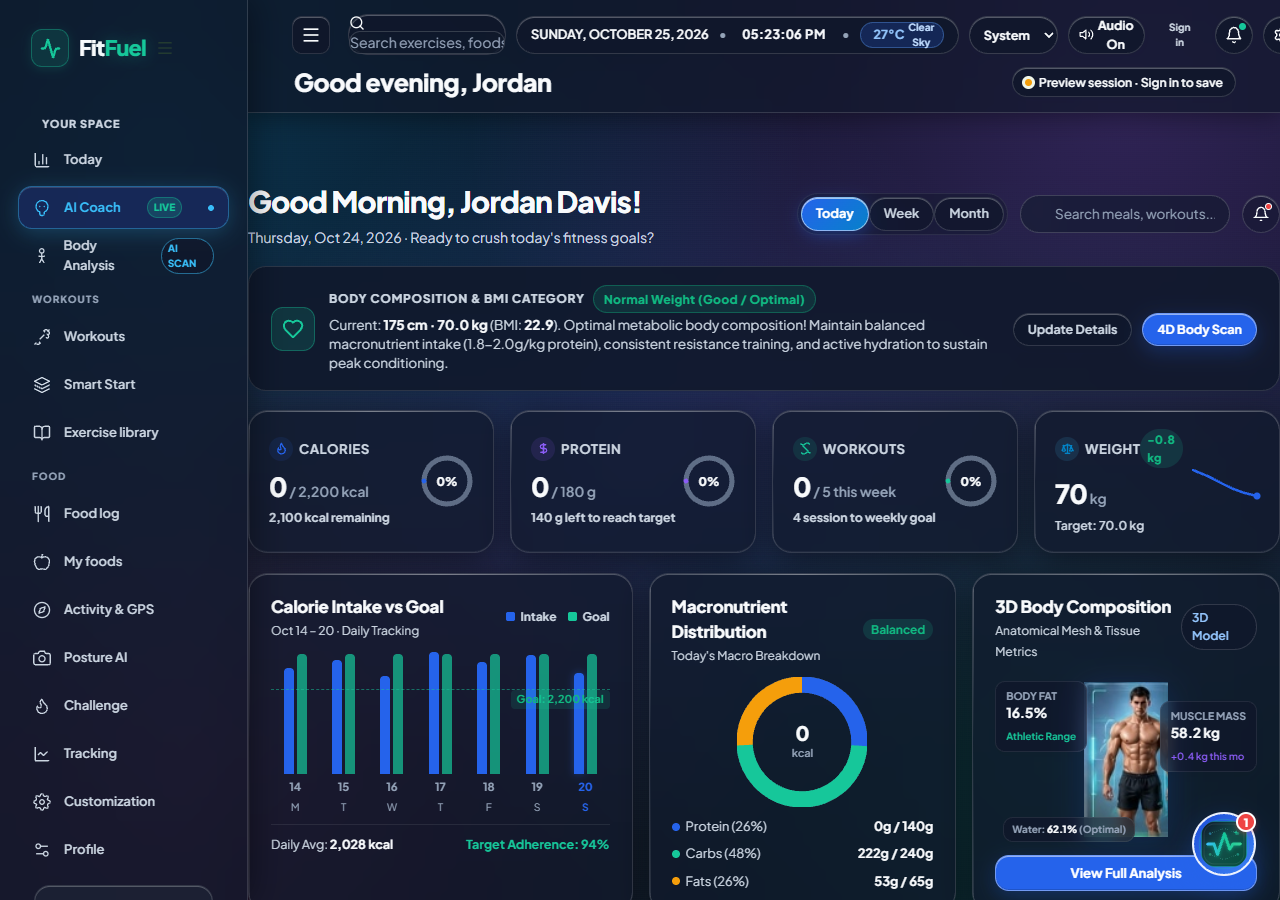 FitFuel
Search exercises, foods
SUNDAY, OCTOBER 25, 2026 • 05:23:06 PM • 27°C Clear Sky
System
Audio On
Sign in
Good evening, Jordan
Preview session · Sign in to save
YOUR SPACE
Today
AI Coach LIVE
Body Analysis AI SCAN
WORKOUTS
Workouts
Smart Start
Exercise library
FOOD
Food log
My foods
Activity & GPS
Posture AI
Challenge
Tracking
Customization
Profile
Good Morning, Jordan Davis!
Thursday, Oct 24, 2026 · Ready to crush today's fitness goals?
Today Week Month
Search meals, workouts...
BODY COMPOSITION & BMI CATEGORY Normal Weight (Good / Optimal)
Current: 175 cm · 70.0 kg (BMI: 22.9). Optimal metabolic body composition! Maintain balanced
macronutrient intake (1.8–2.0g/kg protein), consistent resistance training, and active hydration to sustain
peak conditioning.
Update Details
4D Body Scan
CALORIES
0 / 2,200 kcal
0%
2,100 kcal remaining
$ PROTEIN
0 / 180 g
0%
140 g left to reach target
WORKOUTS
0 / 5 this week
0%
4 session to weekly goal
WEIGHT -0.8 kg
70 kg
Target: 70.0 kg
Calorie Intake vs Goal
Oct 14 – 20 · Daily Tracking
Intake Goal
Goal: 2,200 kcal
14 15 16 17 18 19 20
M T W T F S S
Daily Avg: 2,028 kcal
Target Adherence: 94%
Macronutrient
Distribution
Balanced
Today's Macro Breakdown
0
kcal
Protein (26%) 0g / 140g
Carbs (48%) 222g / 240g
Fats (26%) 53g / 65g
3D Body Composition
Anatomical Mesh & Tissue
Metrics
3D Model
BODY FAT
16.5%
Athletic Range
MUSCLE MASS
58.2 kg
+0.4 kg this mo
Water: 62.1% (Optimal)
1
View Full Analysis